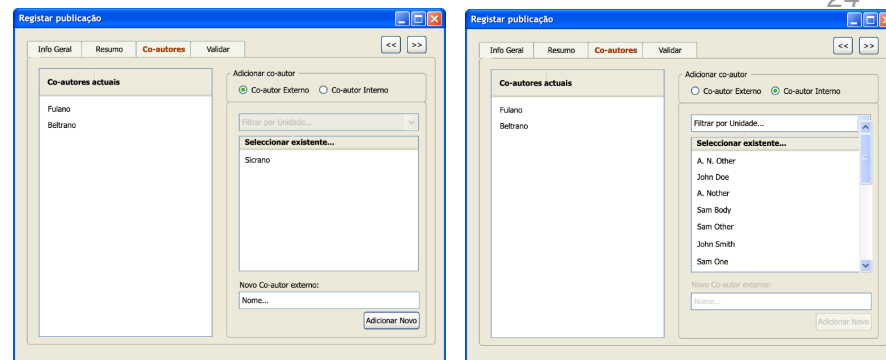 24
Registar publicação
Info Geral Resumo Co-autores Validar << >>
Co-autores actuais
Fulano
Beltrano
Adicionar co-autor
Co-autor Externo Co-autor Interno
Filtrar por Unidade...
Seleccionar existente...
Sicrano
Novo Co-autor externo:
Nome...
Adicionar Novo
Registar publicação
Info Geral Resumo Co-autores Validar << >>
Co-autores actuais
Fulano
Beltrano
Adicionar co-autor
Co-autor Externo Co-autor Interno
Filtrar por Unidade...
Seleccionar existente...
A. N. Other
John Doe
A. Nother
Sam Body
Sam Other
John Smith
Sam One
Novo Co-autor externo:
Nome...
Adicionar Novo